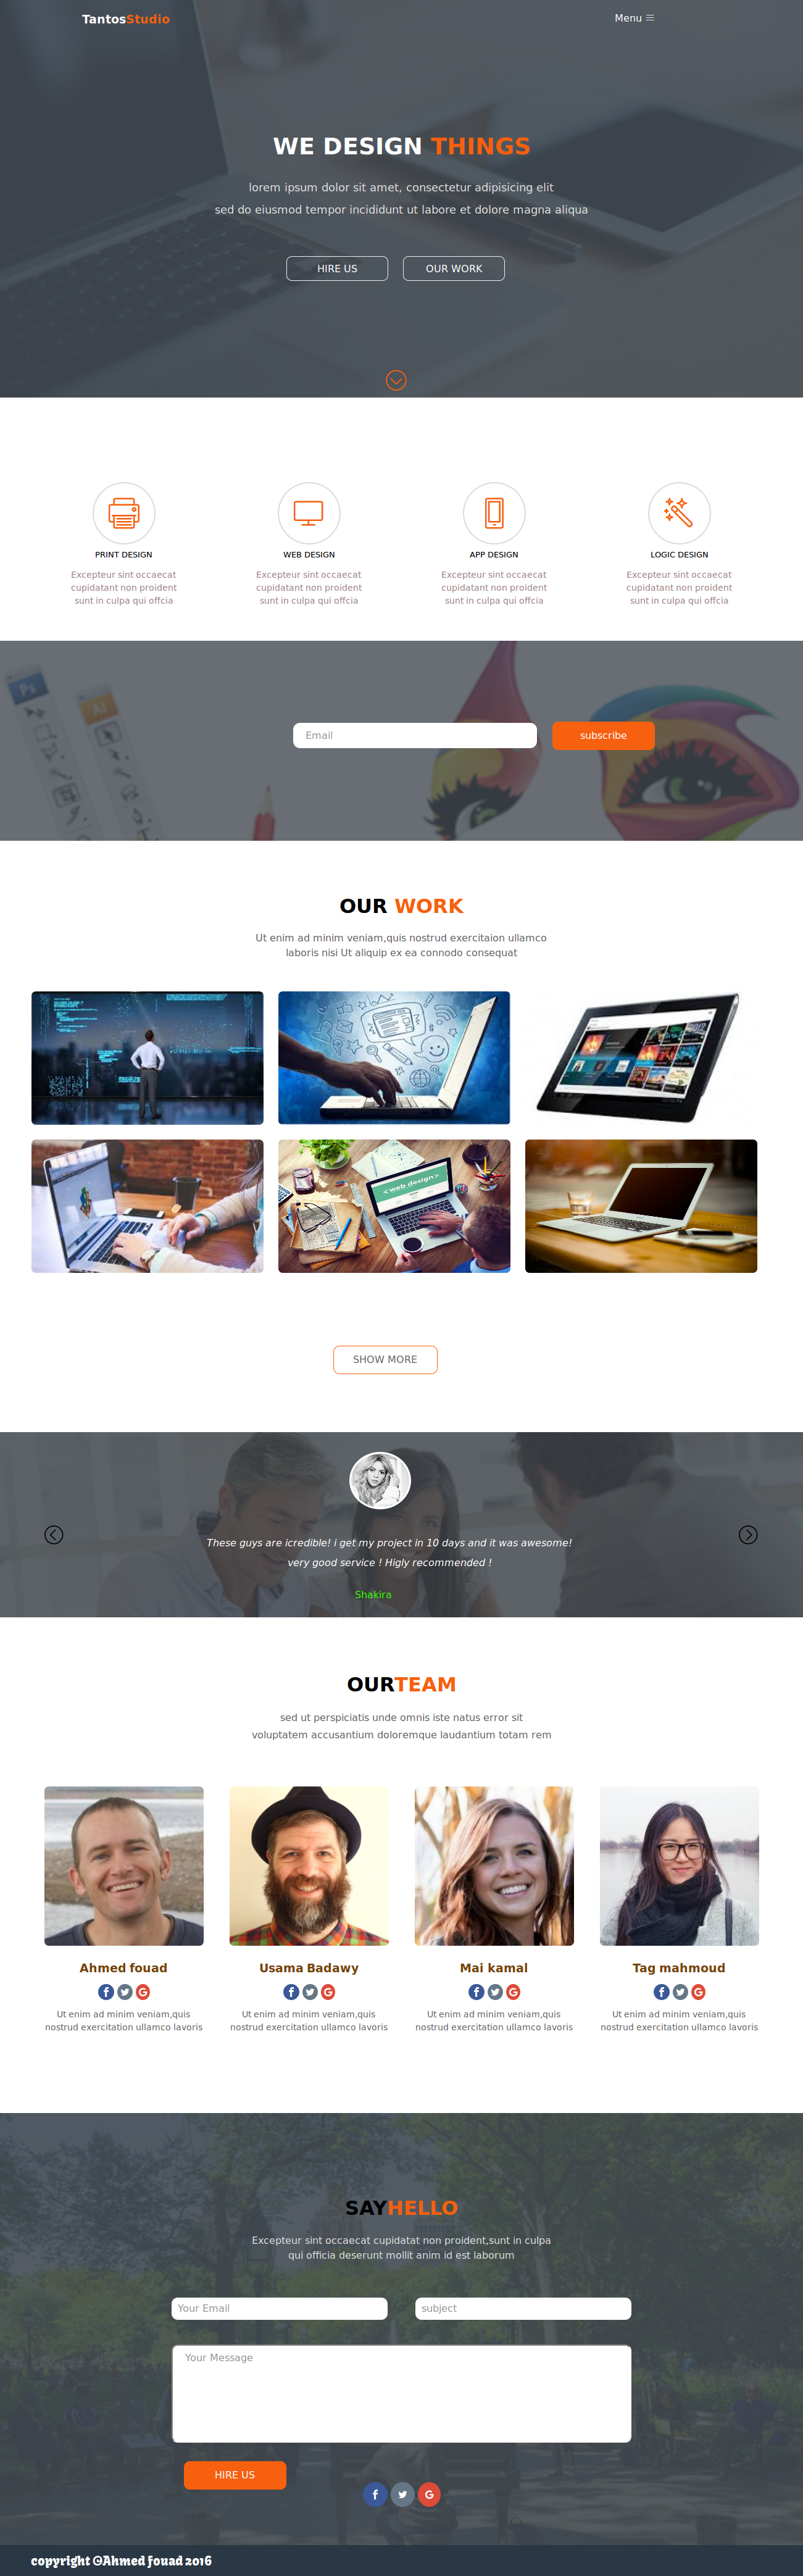 TantosStudio
Menu
WE DESIGN THINGS
lorem ipsum dolor sit amet, consectetur adipisicing elit
sed do eiusmod tempor incididunt ut labore et dolore magna aliqua
HIRE US
OUR WORK
PRINT DESIGN
Excepteur sint occaecat
cupidatant non proident
sunt in culpa qui offcia
WEB DESIGN
Excepteur sint occaecat
cupidatant non proident
sunt in culpa qui offcia
APP DESIGN
Excepteur sint occaecat
cupidatant non proident
sunt in culpa qui offcia
LOGIC DESIGN
Excepteur sint occaecat
cupidatant non proident
sunt in culpa qui offcia
Ps
Ai
Email
subscribe
OUR WORK
Ut enim ad minim veniam,quis nostrud exercitaion ullamco
laboris nisi Ut aliquip ex ea connodo consequat
<web design>
SHOW MORE
These guys are icredible! i get my project in 10 days and it was awesome!
very good service ! Higly recommended !
Shakira
OURTEAM
sed ut perspiciatis unde omnis iste natus error sit
voluptatem accusantium doloremque laudantium totam rem
Ahmed fouad
Ut enim ad minim veniam,quis
nostrud exercitation ullamco lavoris
Usama Badawy
Ut enim ad minim veniam,quis
nostrud exercitation ullamco lavoris
Mai kamal
Ut enim ad minim veniam,quis
nostrud exercitation ullamco lavoris
Tag mahmoud
Ut enim ad minim veniam,quis
nostrud exercitation ullamco lavoris
SAYHELLO
Excepteur sint occaecat cupidatat non proident,sunt in culpa
qui officia deserunt mollit anim id est laborum
Your Email
subject
Your Message
HIRE US
copyright ©Ahmed fouad 2016